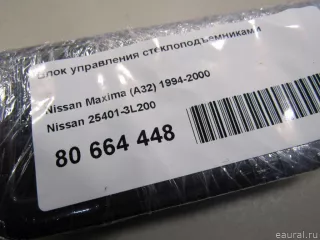 Блок управления стеклоподъемниками
Nissan Maxima (A32) 1994-2000
Nissan 25401-3L200
80 664 448
eaural.ru